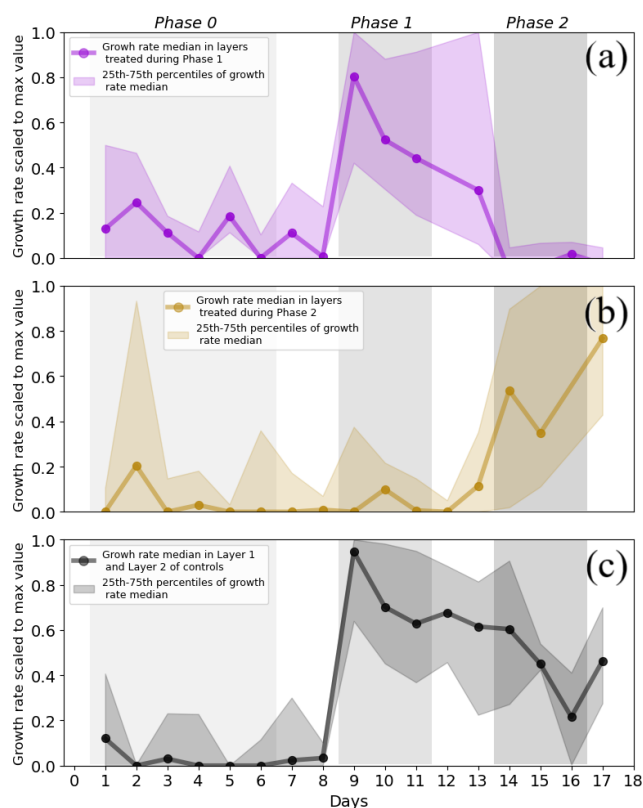 Phase 0 Phase 1 Phase 2
1.0
0.8
0.6
0.4
0.2
0.0
Growth rate scaled to max value
Growh rate median in layers
treated during Phase 1
25th-75th percentiles of growth
rate median
(a)
1.0
0.8
0.6
0.4
0.2
0.0
Growth rate scaled to max value
Growh rate median in layers
treated during Phase 2
25th-75th percentiles of growth
rate median
(b)
1.0
0.8
0.6
0.4
0.2
0.0
Growth rate scaled to max value
Growh rate median in Layer 1
and Layer 2 of controls
25th-75th percentiles of growth
rate median
(c)
0 1 2 3 4 5 6 7 8 9 10 11 12 13 14 15 16 17 18
Days